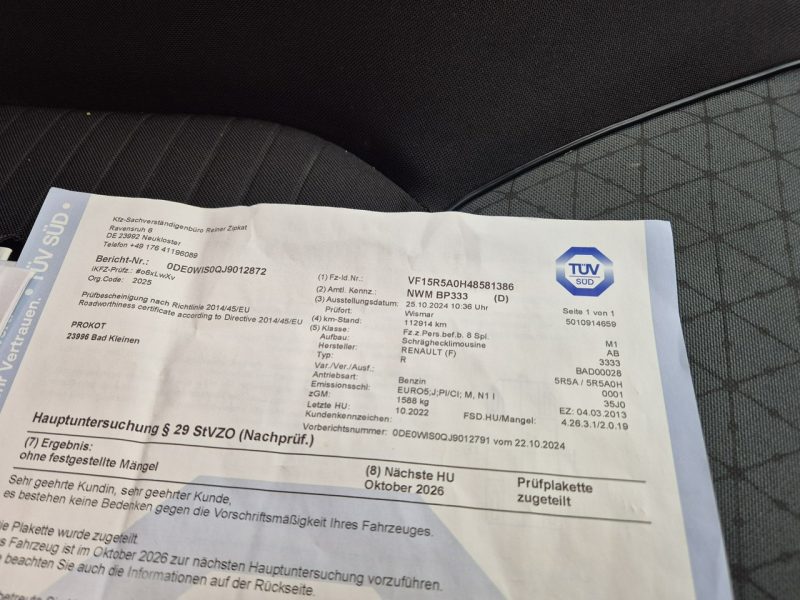 Kfz-Sachverständigenbüro Reiner Zipkat
Ravensruh 6
DE 23992 Neukloster
Telefon +49 176 41196089
Bericht-Nr.: 0DE0WIS0QJ9012872
iKFZ-Prüfz.: #o6xLwXv
Org.Code: 2025
Prüfbescheinigung nach Richtlinie 2014/45/EU
Roadworthiness certificate according to Directive 2014/45/EU
PROKOT
23996 Bad Kleinen
(1) Fz-Id.Nr.: VF15R5A0H48581386
(2) Amtl. Kennz.: NWM BP333 (D)
(3) Ausstellungsdatum: 25.10.2024 10:36 Uhr
Prüfort: Wismar
(4) km-Stand: 112914 km
(5) Klasse: Fz.z.Pers.bef.b. 8 Spl. M1
Aufbau: Schräghecklimousine AB
Hersteller: RENAULT (F) 3333
Typ: R BAD00028
Var./Ver./Ausf.: 5R5A / 5R5A0H
Antriebsart: Benzin 0001
Emissionsschl.: EURO5;J;PI/CI; M, N1 I 35J0
zGM: 1588 kg EZ: 04.03.2013
Letzte HU: 10.2022 FSD.HU/Mangel: 4.26.3.1/2.0.19
Kundenkennzeichen:
Vorberichtsnummer: 0DE0WIS0QJ9012791 vom 22.10.2024
TÜV
SÜD
Seite 1 von 1
5010914659
Hauptuntersuchung § 29 StVZO (Nachprüf.)
(7) Ergebnis:
ohne festgestellte Mängel
(8) Nächste HU
Oktober 2026
Prüfplakette
zugeteilt
Sehr geehrte Kundin, sehr geehrter Kunde,
es bestehen keine Bedenken gegen die Vorschriftsmäßigkeit Ihres Fahrzeuges.
ie Plakette wurde zugeteilt
s Fahrzeug ist im Oktober 2026 zur nächsten Hauptuntersuchung vorzuführen.
e beachten Sie auch die Informationen auf der Rückseite.
hr Vertrauen. TÜV SÜD